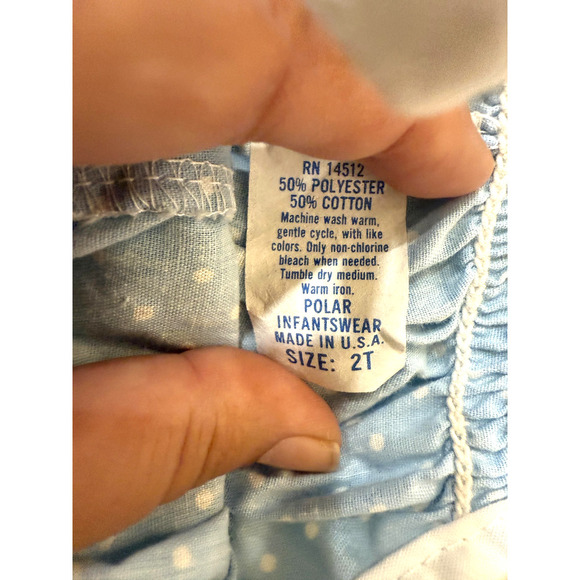 RN 14512
50% POLYESTER
50% COTTON
Machine wash warm,
gentle cycle, with like
colors. Only non-chlorine
bleach when needed.
Tumble dry medium.
Warm iron.
POLAR
INFANTSWEAR
MADE IN U.S.A.
SIZE: 2T